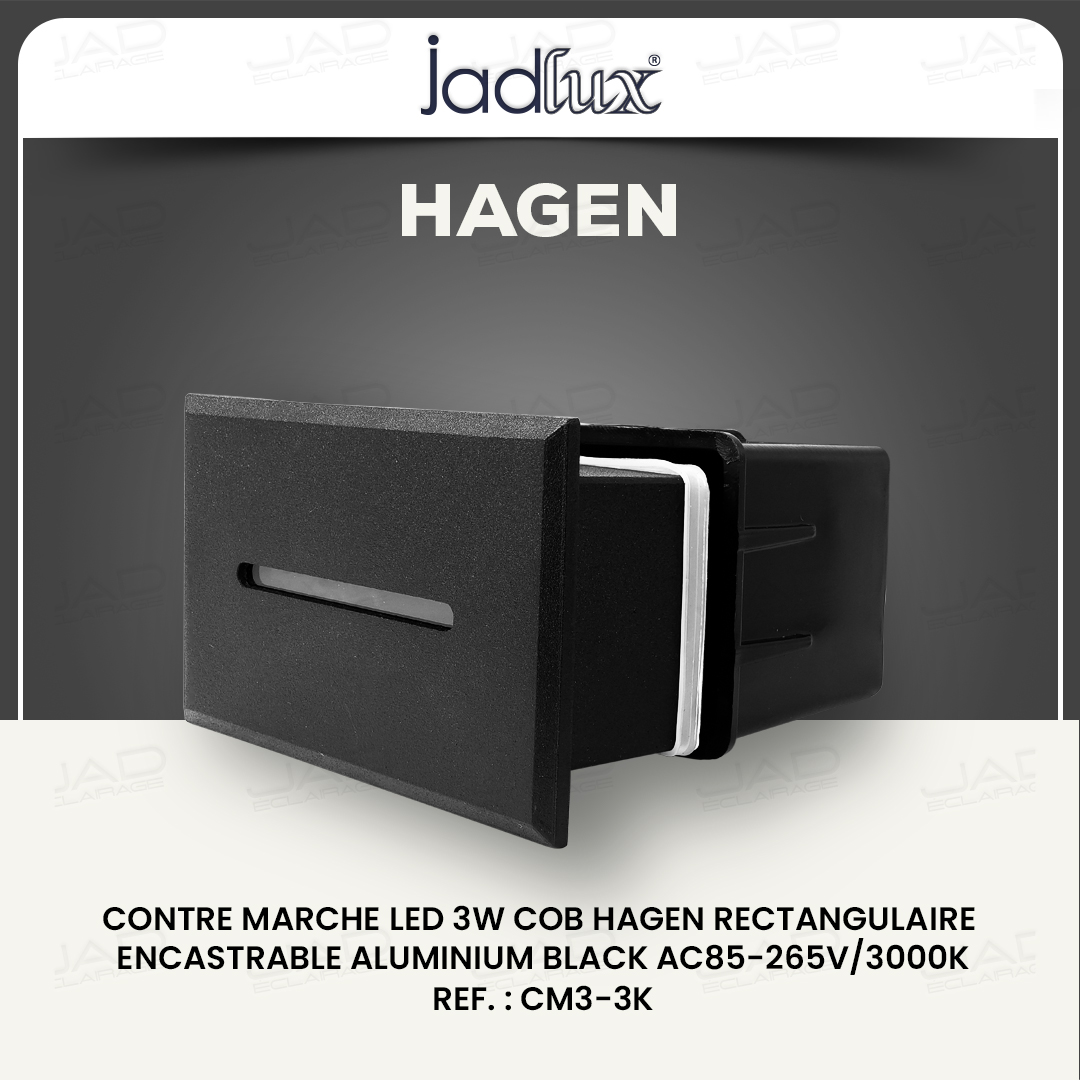 jadlux®
HAGEN
CONTRE MARCHE LED 3W COB HAGEN RECTANGULAIRE
ENCASTRABLE ALUMINIUM BLACK AC85-265V/3000K
REF. : CM3-3K